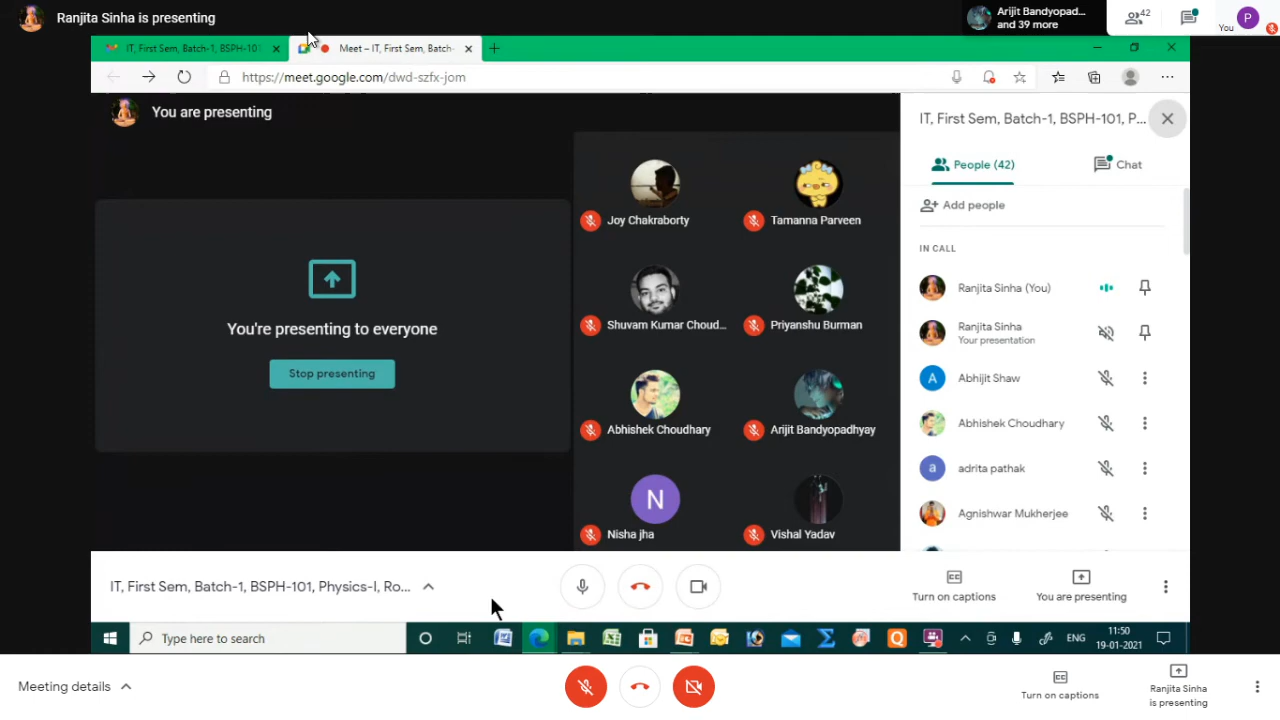 Ranjita Sinha is presenting
Arijit Bandyopad...
and 39 more
42
You
P
IT, First Sem, Batch-1, BSPH-101
Meet – IT, First Sem, Batch-
https://meet.google.com/dwd-szfx-jom
You are presenting
IT, First Sem, Batch-1, BSPH-101, P...
People (42)
Chat
Add people
IN CALL
Ranjita Sinha (You)
Ranjita Sinha
Your presentation
A
Abhijit Shaw
Abhishek Choudhary
a
adrita pathak
Agnishwar Mukherjee
You're presenting to everyone
Stop presenting
Joy Chakraborty
Tamanna Parveen
Shuvam Kumar Choud...
Priyanshu Burman
Abhishek Choudhary
Arijit Bandyopadhyay
N
Nisha jha
Vishal Yadav
IT, First Sem, Batch-1, BSPH-101, Physics-I, Ro...
Turn on captions
You are presenting
Type here to search
ENG
11:50
19-01-2021
Meeting details
Turn on captions
Ranjita Sinha
is presenting